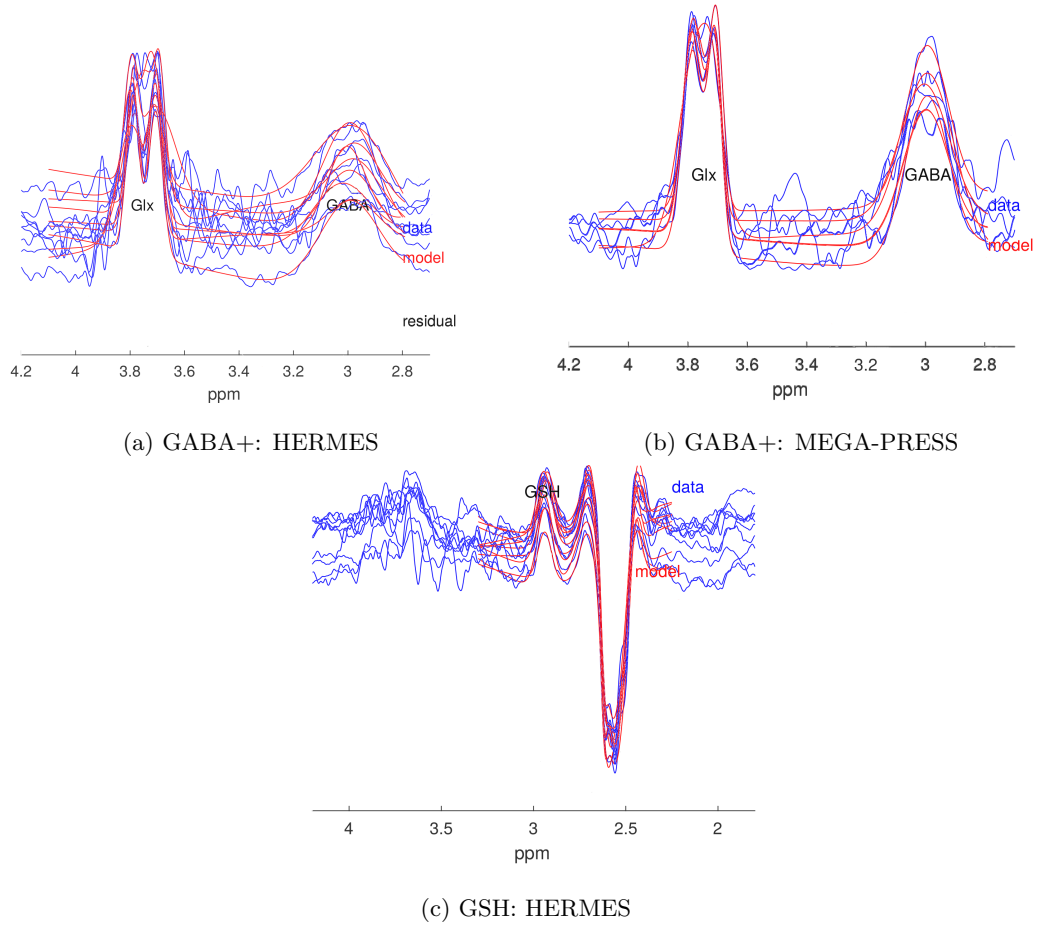 Glx
GABA
data
model
residual
4.2 4 3.8 3.6 3.4 3.2 3 2.8
ppm
(a) GABA+: HERMES
Glx
GABA
data
model
4.2 4 3.8 3.6 3.4 3.2 3 2.8
ppm
(b) GABA+: MEGA-PRESS
GSH
data
model
4 3.5 3 2.5 2
ppm
(c) GSH: HERMES